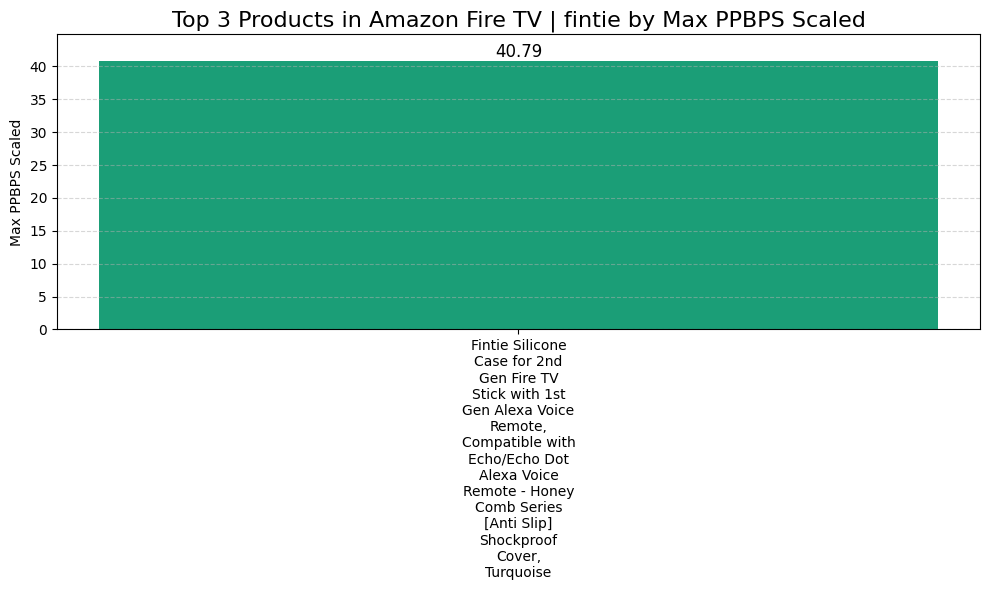 Top 3 Products in Amazon Fire TV | fintie by Max PPBPS Scaled
40.79
Max PPBPS Scaled
40
35
30
25
20
15
10
5
0
Fintie Silicone
Case for 2nd
Gen Fire TV
Stick with 1st
Gen Alexa Voice
Remote,
Compatible with
Echo/Echo Dot
Alexa Voice
Remote - Honey
Comb Series
[Anti Slip]
Shockproof
Cover,
Turquoise